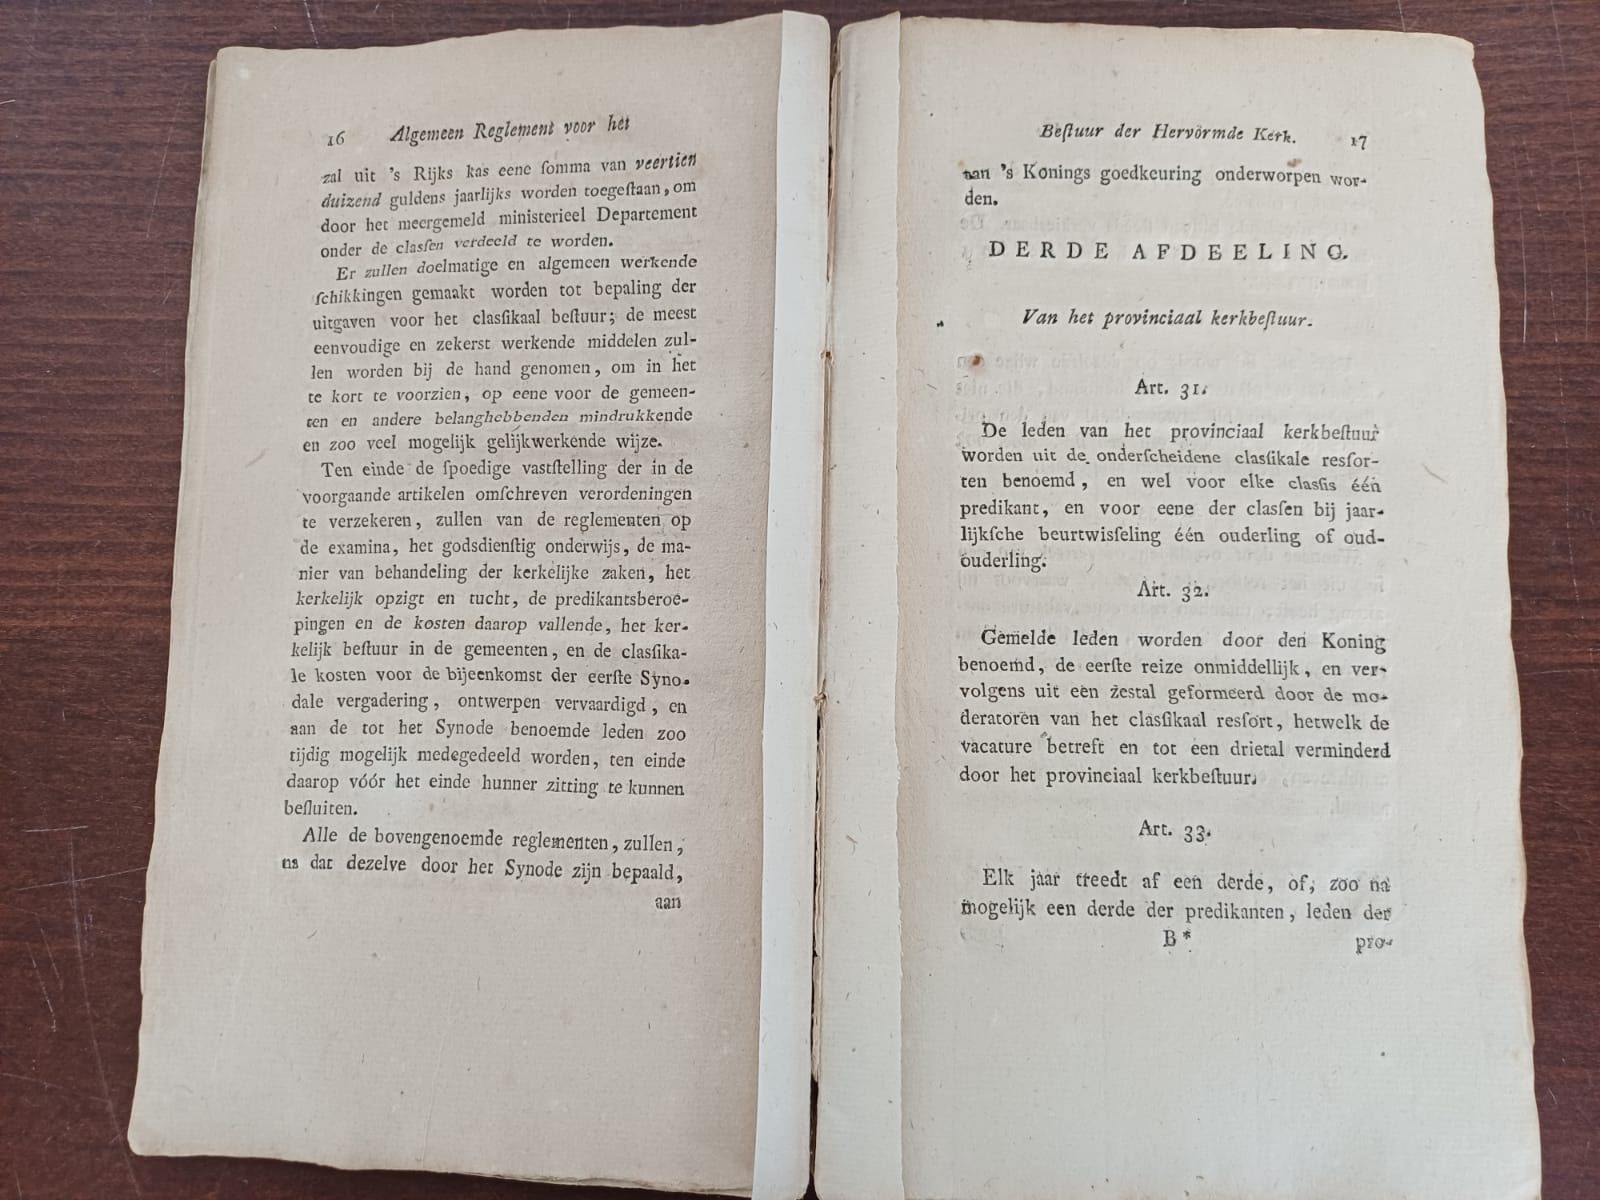 16 Algemeen Reglement voor het
zal uit 's Rijks kas eene ſomma van veertien
duizend guldens jaarlijks worden toegeſtaan, om
door het meergemeld ministerieel Departement
onder de clasſen verdeeld te worden.
Er zullen doelmatige en algemeen werkende
ſchikkingen gemaakt worden tot bepaling der
uitgaven voor het clasſikaal beſtuur; de meest
eenvoudige en zekerst werkende middelen zul-
len worden bij de hand genomen, om in het
te kort te voorzien, op eene voor de gemeen-
ten en andere belanghebbenden mindrukkende
en zoo veel mogelijk gelijkwerkende wijze.
Ten einde de ſpoedige vastſtelling der in de
voorgaande artikelen omſchreven verordeningen
te verzekeren, zullen van de reglementen op
de examina, het godsdienſtig onderwijs, de ma-
nier van behandeling der kerkelijke zaken, het
kerkelijk opzigt en tucht, de predikantsberoe-
pingen en de kosten daarop vallende, het ker-
kelijk beſtuur in de gemeenten, en de clasſika-
le kosten voor de bijeenkomst der eerſte Syno-
dale vergadering, ontwerpen vervaardigd, en
aan de tot het Synode benoemde leden zoo
tijdig mogelijk medegedeeld worden, ten einde
daarop vóór het einde hunner zitting te kunnen
beſluiten.
Alle de bovengenoemde reglementen, zullen,
na dat dezelve door het Synode zijn bepaald,
aan
Beſtuur der Hervormde Kerk. 17
aan 's Konings goedkeuring onderworpen wor-
den.
DERDE AFDEELING.
Van het provinciaal kerkbeſtuur.
Art. 31.
De leden van het provinciaal kerkbeſtuur
worden uit de onderſcheidene clasſikale resſor-
ten benoemd, en wel voor elke clasſis één
predikant, en voor eene der clasſen bij jaar-
lijkſche beurtwisſeling één ouderling of oud-
ouderling.
Art. 32.
Gemelde leden worden door den Koning
benoemd, de eerſte reize onmiddellijk, en ver-
volgens uit een zestal geformeerd door de mo-
deratoren van het clasſikaal resſort, hetwelk de
vacature betreft en tot een drietal verminderd
door het provinciaal kerkbeſtuur.
Art. 33.
Elk jaar treedt af een derde, of, zoo na
mogelijk een derde der predikanten, leden der
B*
pro-